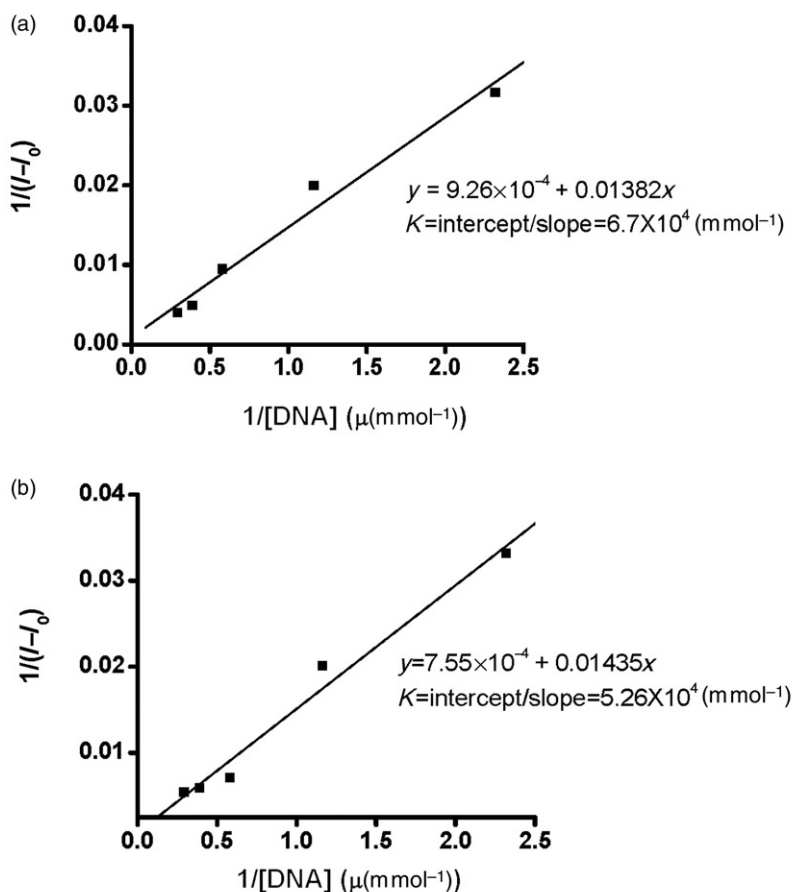 (a)
0.04
0.03
0.02
0.01
0.00
1/(I–I₀)
y = 9.26×10⁻⁴ + 0.01382x
K=intercept/slope=6.7X10⁴ (mmol⁻¹)
0.0 0.5 1.0 1.5 2.0 2.5
1/[DNA] (μ(mmol⁻¹))
(b)
0.04
0.03
0.02
0.01
1/(I–I₀)
y=7.55×10⁻⁴ + 0.01435x
K=intercept/slope=5.26X10⁴ (mmol⁻¹)
0.0 0.5 1.0 1.5 2.0 2.5
1/[DNA] (μ(mmol⁻¹))